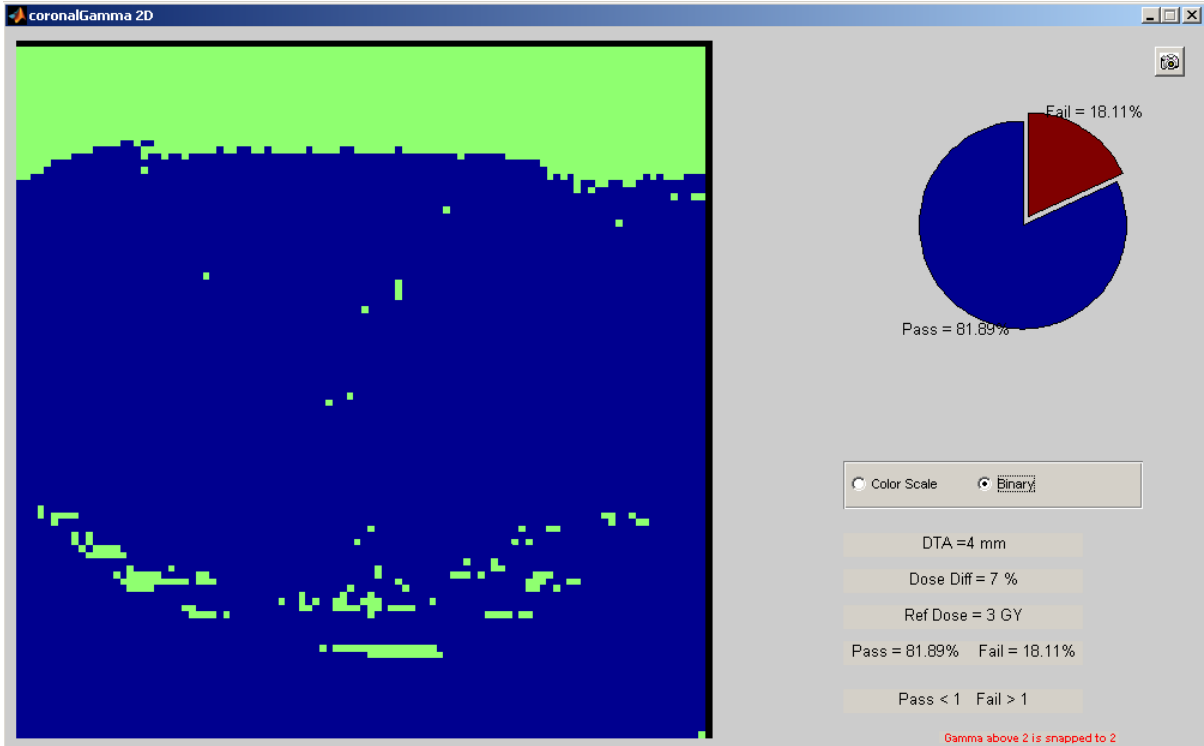 coronalGamma 2D
Fail = 18.11%
Pass = 81.89%
Color Scale
Binary
DTA =4 mm
Dose Diff = 7 %
Ref Dose = 3 GY
Pass = 81.89% Fail = 18.11%
Pass < 1 Fail > 1
Gamma above 2 is snapped to 2